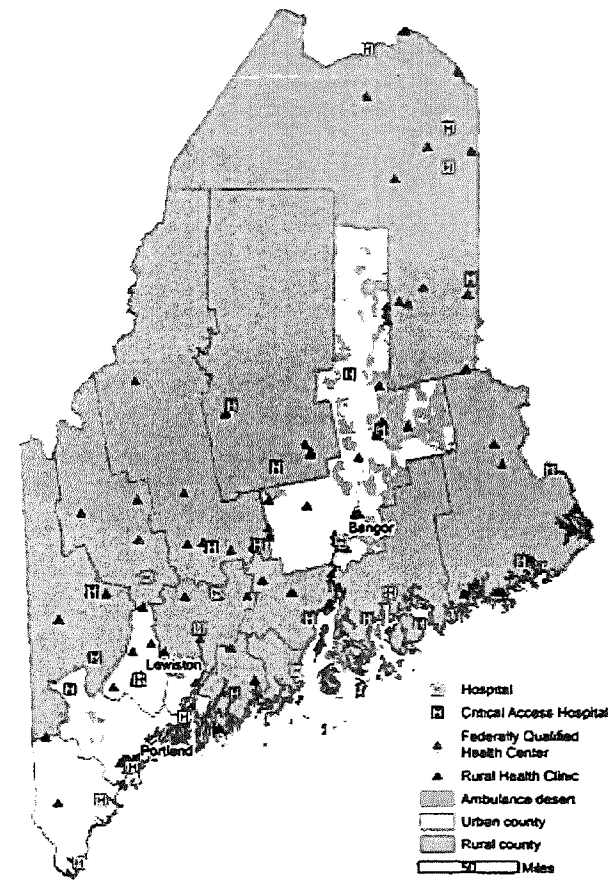 Bangor
Lewiston
Portland
Hospital
Critical Access Hospital
Federally Qualified
Health Center
Rural Health Clinic
Ambulance desert
Urban county
Rural county
50 Miles